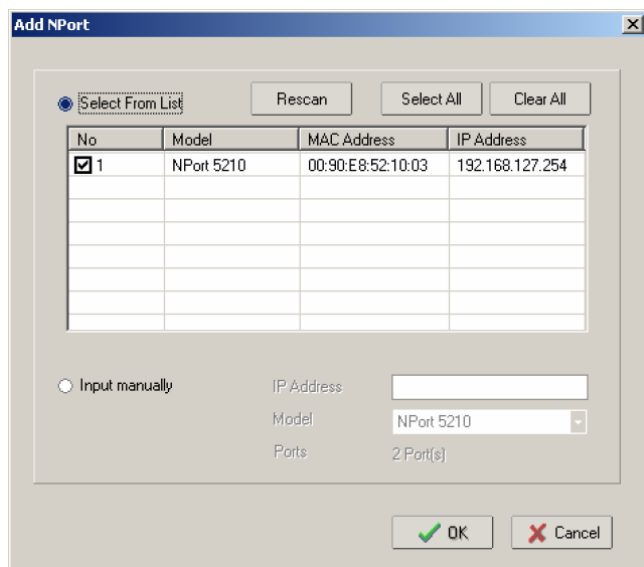 Add NPort
Select From List Rescan Select All Clear All
No Model MAC Address IP Address
1 NPort 5210 00:90:E8:52:10:03 192.168.127.254
Input manually IP Address
Model NPort 5210
Ports 2 Port(s)
OK Cancel